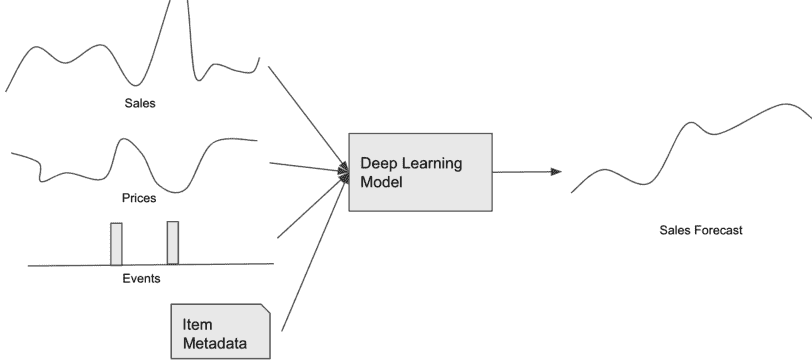 Sales
Prices
Events
Item
Metadata
Deep Learning
Model
Sales Forecast